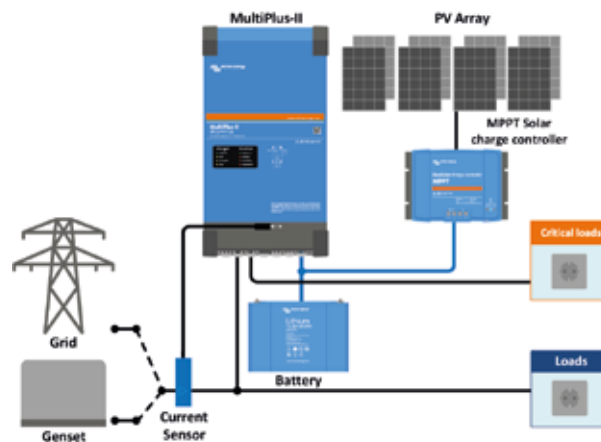 MultiPlus-II
PV Array
MPPT Solar
charge controller
Critical loads
Grid
Genset
Current
Sensor
Battery
Loads